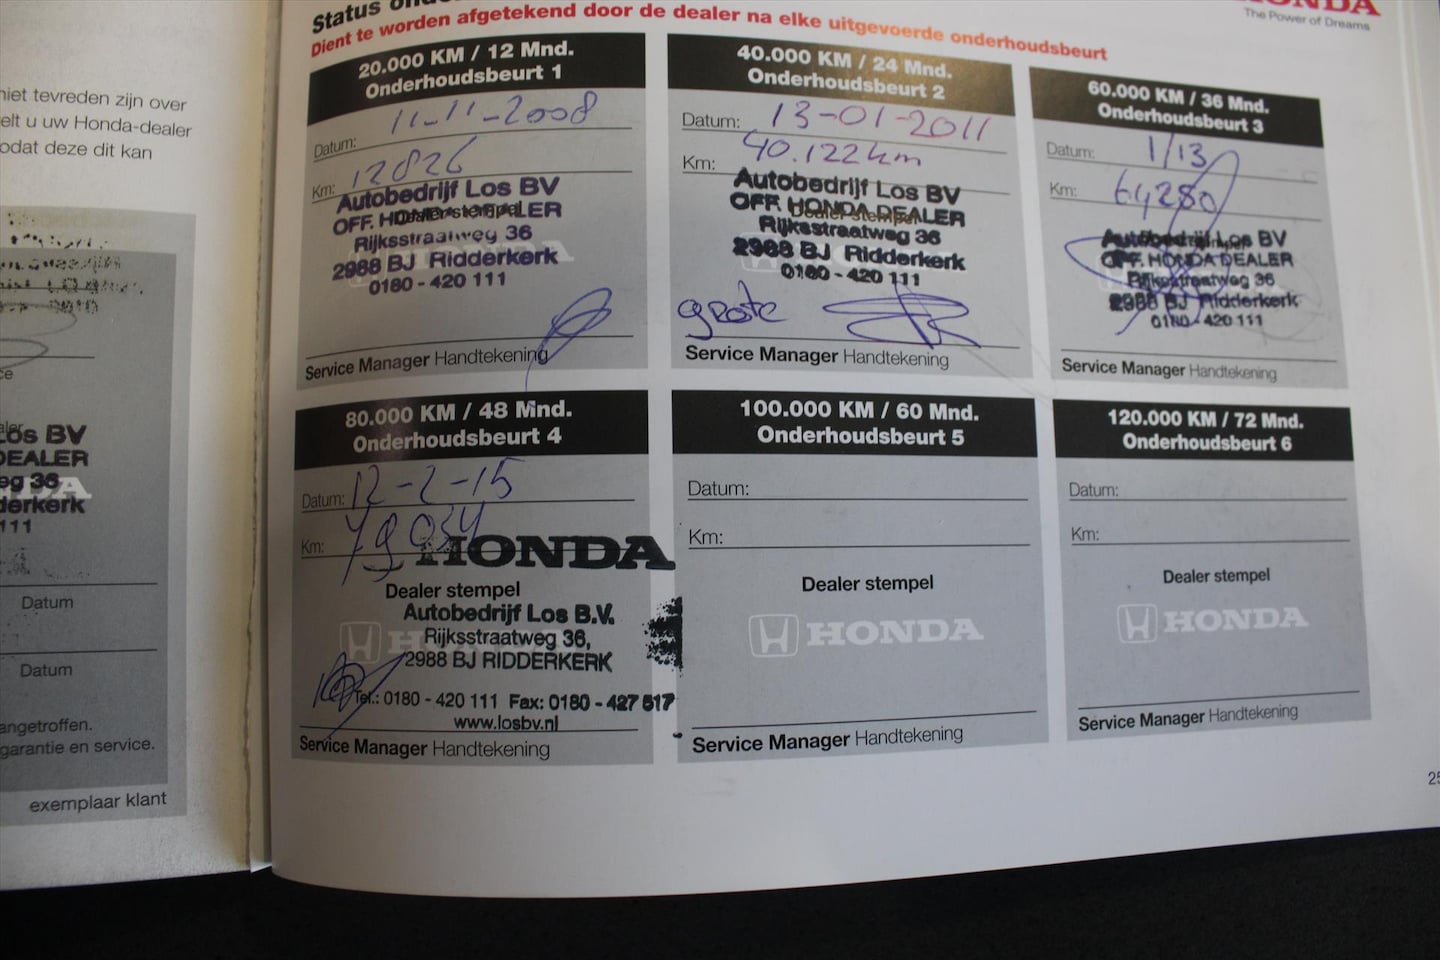 Status
Dient te worden afgetekend door de dealer na elke uitgevoerde onderhoudsbeurt
HONDA
The Power of Dreams
niet tevreden zijn over
elt u uw Honda-dealer
odat deze dit kan
Los BV
DEALER
eg 36
derkerk
111
Datum
Datum
angetroffen.
garantie en service.
exemplaar klant
20.000 KM / 12 Mnd.
Onderhoudsbeurt 1
Datum: 11-11-2008
Km: 12826
Autobedrijf Los BV
OFF. HONDA DEALER
Dealer stempel
Rijksstraatweg 36
2988 BJ Ridderkerk
0180 - 420 111
Service Manager Handtekening
40.000 KM / 24 Mnd.
Onderhoudsbeurt 2
Datum: 13-01-2011
Km: 40.122 km
Autobedrijf Los BV
OFF. HONDA DEALER
Dealer stempel
Rijksstraatweg 36
2988 BJ Ridderkerk
0180 - 420 111
grote
Service Manager Handtekening
60.000 KM / 36 Mnd.
Onderhoudsbeurt 3
Datum: 1/13
Km: 64280
Autobedrijf Los BV
OFF. HONDA DEALER
Rijksstraatweg 36
2988 BJ Ridderkerk
0180 - 420 111
Service Manager Handtekening
80.000 KM / 48 Mnd.
Onderhoudsbeurt 4
Datum: 12-2-15
Km: 79034
HONDA
Dealer stempel
Autobedrijf Los B.V.
Rijksstraatweg 36,
2988 BJ RIDDERKERK
Tel.: 0180 - 420 111 Fax: 0180 - 427 517
www.losbv.nl
Service Manager Handtekening
100.000 KM / 60 Mnd.
Onderhoudsbeurt 5
Datum:
Km:
Dealer stempel
HONDA
Service Manager Handtekening
120.000 KM / 72 Mnd.
Onderhoudsbeurt 6
Datum:
Km:
Dealer stempel
HONDA
Service Manager Handtekening
25